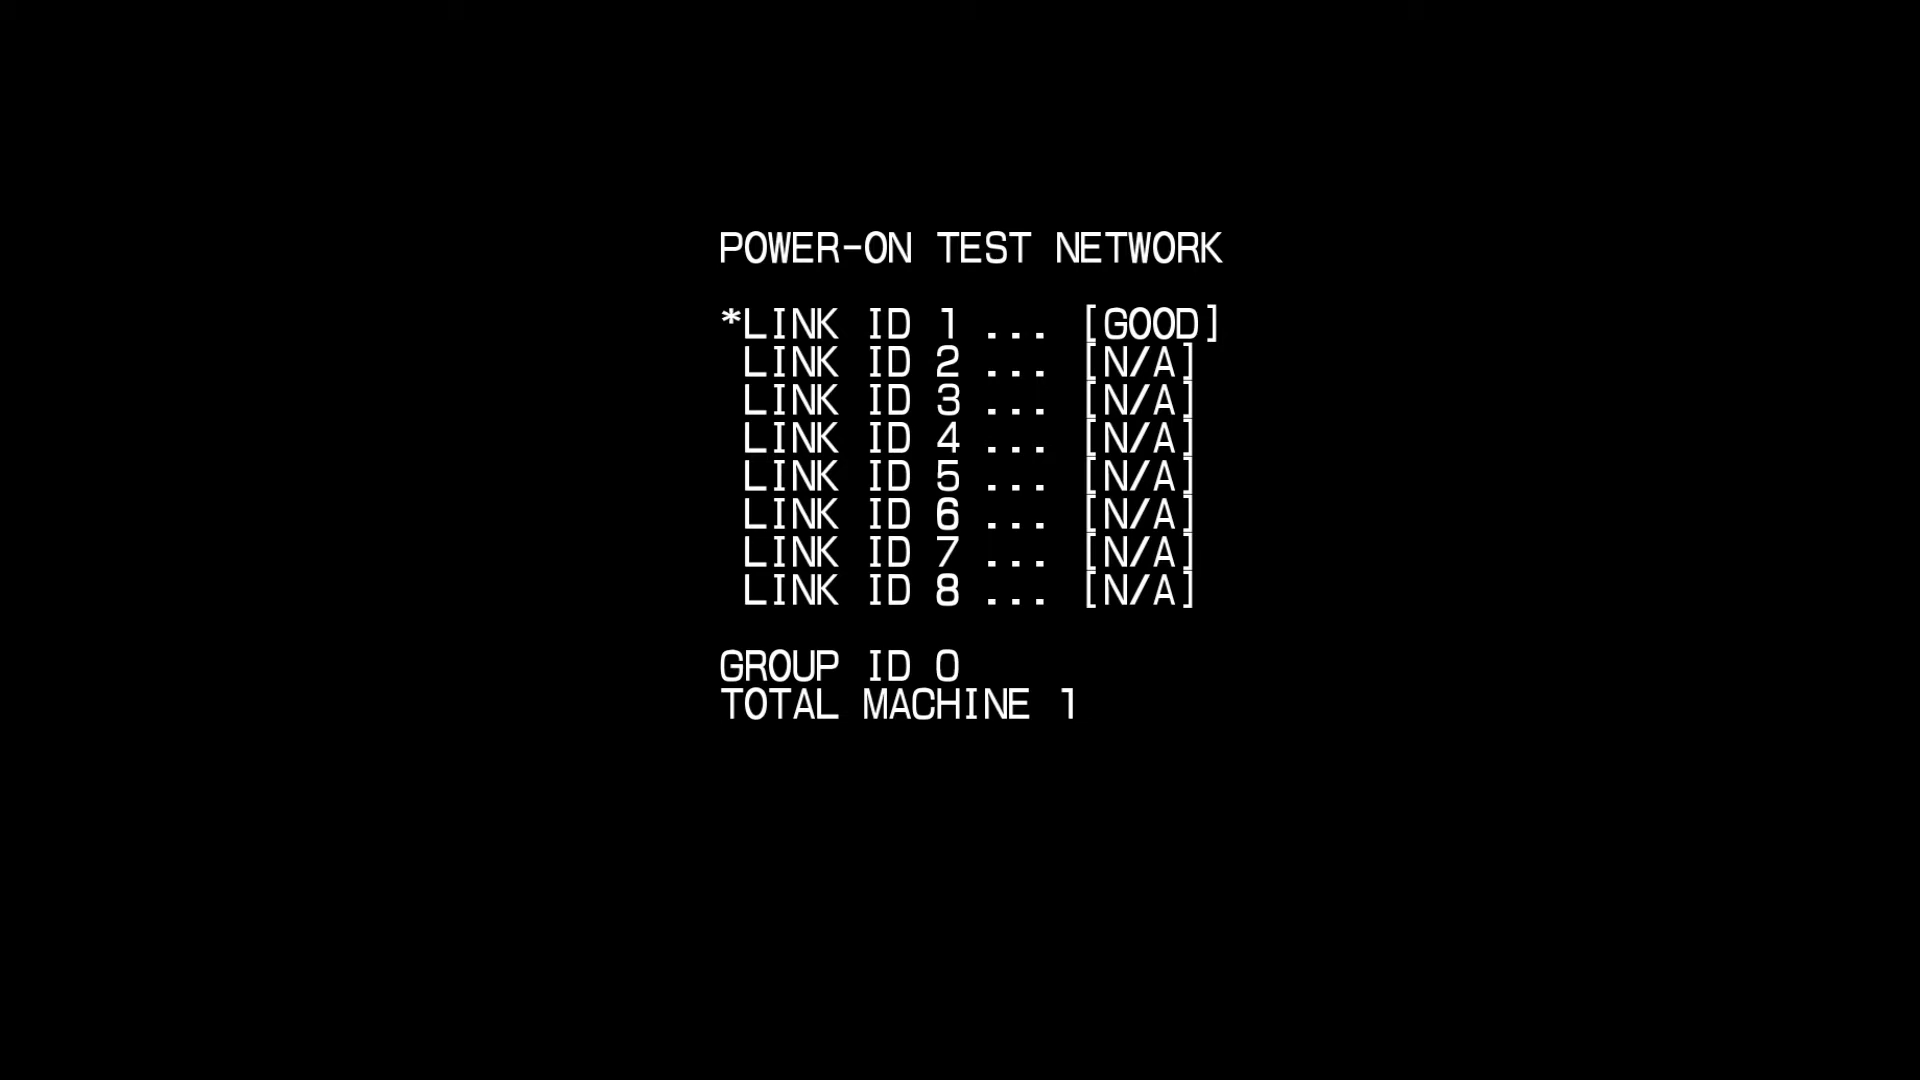 POWER-ON TEST NETWORK
*LINK ID 1 ... [GOOD]
LINK ID 2 ... [N/A]
LINK ID 3 ... [N/A]
LINK ID 4 ... [N/A]
LINK ID 5 ... [N/A]
LINK ID 6 ... [N/A]
LINK ID 7 ... [N/A]
LINK ID 8 ... [N/A]
GROUP ID 0
TOTAL MACHINE 1